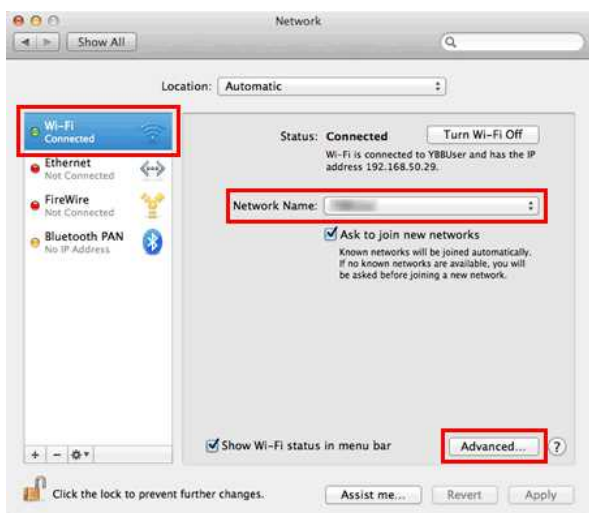 Network
Show All
Location: Automatic
Wi-Fi
Connected
Ethernet
Not Connected
FireWire
Not Connected
Bluetooth PAN
No IP Address
Status: Connected
Turn Wi-Fi Off
Wi-Fi is connected to YBBUser and has the IP
address 192.168.50.29.
Network Name:
Ask to join new networks
Known networks will be joined automatically.
If no known networks are available, you will
be asked before joining a new network.
Show Wi-Fi status in menu bar
Advanced...
?
Click the lock to prevent further changes.
Assist me...
Revert
Apply